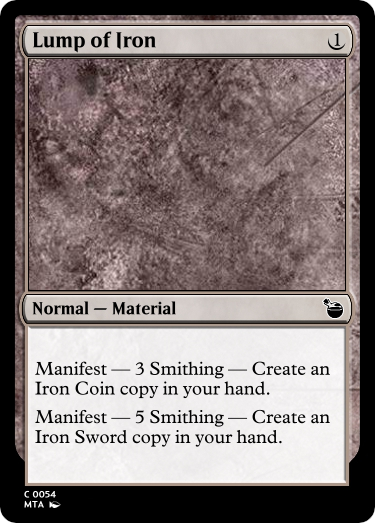 Lump of Iron 1
Normal — Material
Manifest — 3 Smithing — Create an
Iron Coin copy in your hand.
Manifest — 5 Smithing — Create an
Iron Sword copy in your hand.
C 0054
MTA